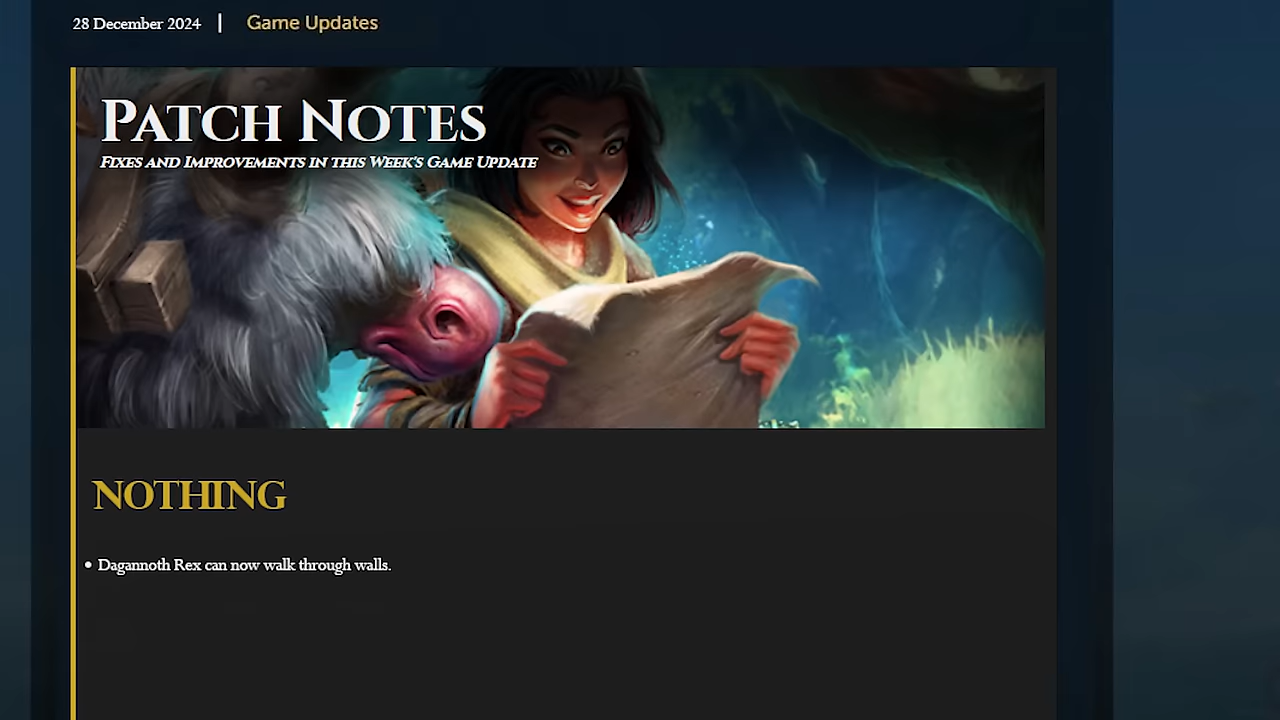 28 December 2024 | Game Updates
Patch Notes
Fixes and Improvements in this Week's Game Update
NOTHING
• Dagannoth Rex can now walk through walls.